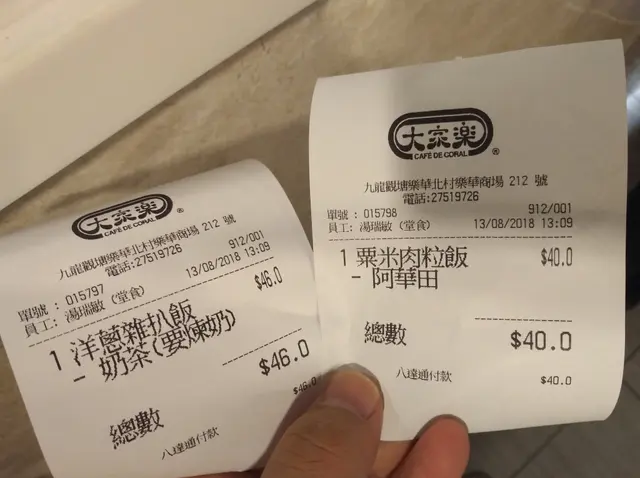 大家樂
CAFE DE CORAL ®
九龍觀塘樂華北村樂華商場 212 號
電話:27519726
單號 : 015797 912/001
員工: 湯瑞敏 (堂食) 13/08/2018 13:09
1 洋蔥雜扒飯 $46.0
- 奶茶(要煉奶)
總數 $46.0
八達通付款 $46.0
大家樂
CAFE DE CORAL ®
九龍觀塘樂華北村樂華商場 212 號
電話:27519726
單號 : 015798 912/001
員工: 湯瑞敏 (堂食) 13/08/2018 13:09
1 粟米肉粒飯 $40.0
- 阿華田
總數 $40.0
八達通付款 $40.0